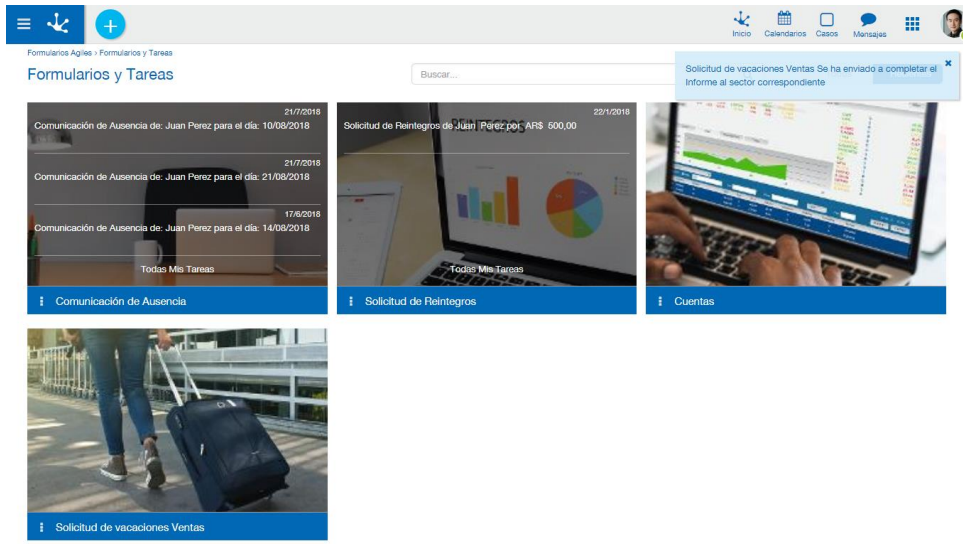 Inicio
Calendarios
Casos
Mensajes
Formularios Agiles › Formularios y Tareas
Formularios y Tareas
Buscar...
Solicitud de vacaciones Ventas Se ha enviado a completar el
Informe al sector correspondiente
21/7/2018
Comunicación de Ausencia de: Juan Perez para el día: 10/08/2018
21/7/2018
Comunicación de Ausencia de: Juan Perez para el día: 21/08/2018
17/6/2018
Comunicación de Ausencia de: Juan Perez para el día: 14/08/2018
Todas Mis Tareas
Comunicación de Ausencia
22/1/2018
REINTEGROS
Solicitud de Reintegros de Juan Perez por AR$ 500,00
Todas Mis Tareas
Solicitud de Reintegros
Cuentas
Solicitud de vacaciones Ventas